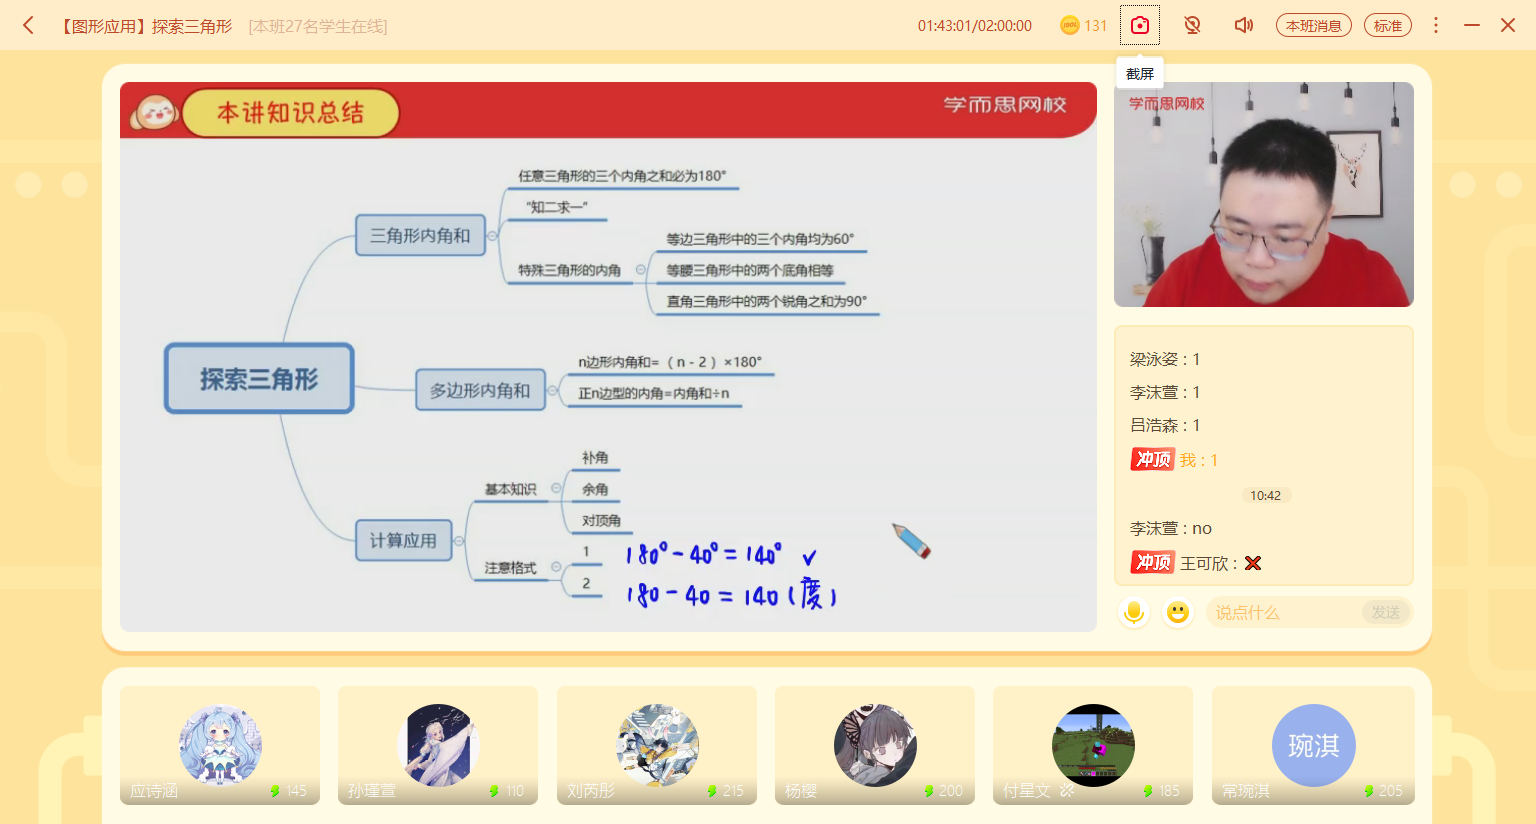 【图形应用】探索三角形 [本班27名学生在线] 01:43:01/02:00:00 131 本班消息 标准
截屏
本讲知识总结
学而思网校
学而思网校
任意三角形的三个内角之和必为180°
“知二求一”
三角形内角和
等边三角形中的三个内角均为60°
特殊三角形的内角
等腰三角形中的两个底角相等
直角三角形中的两个锐角之和为90°
探索三角形
n边形内角和=（n-2）×180°
多边形内角和
正n边型的内角=内角和÷n
补角
基本知识
余角
对顶角
计算应用
注意格式
1
180°-40°=140° ✓
2
180-40=140(度)
梁泳姿 : 1
李沫萱 : 1
吕浩森 : 1
冲顶 我 : 1
10:42
李沫萱 : no
冲顶 王可欣 : ❌
说点什么 发送
琬淇
应诗涵 145
孙瑾萱 110
刘芮彤 215
杨樱 200
付星文 185
常琬淇 205